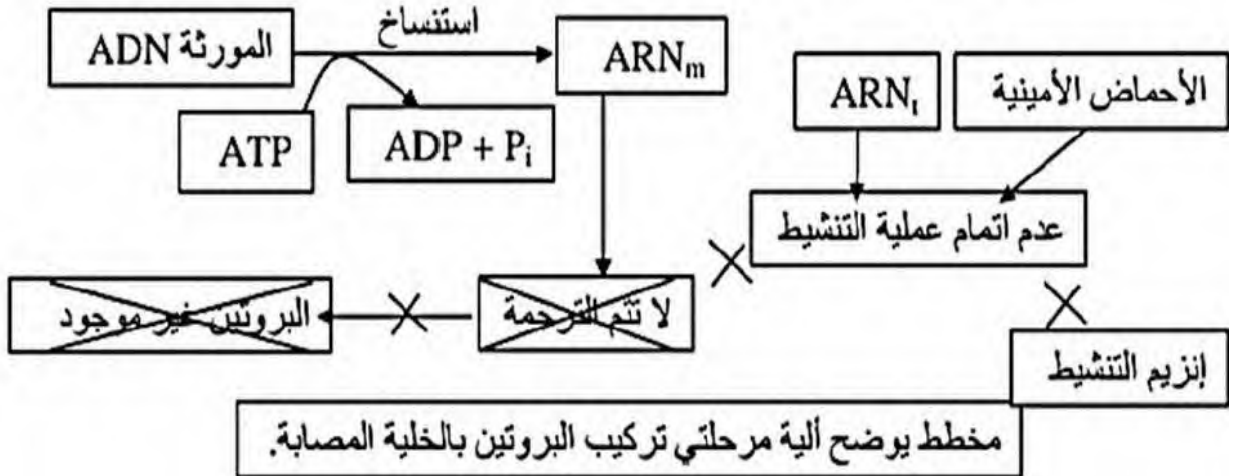 استنساخ
المورثة ADN
ARNm
ATP
ADP + Pi
ARNt
الأحماض الأمينية
عدم اتمام عملية التنشيط
لا تتم الترجمة
البروتين غير موجود
إنزيم التنشيط
مخطط يوضح ألية مرحلتي تركيب البروتين بالخلية المصابة.